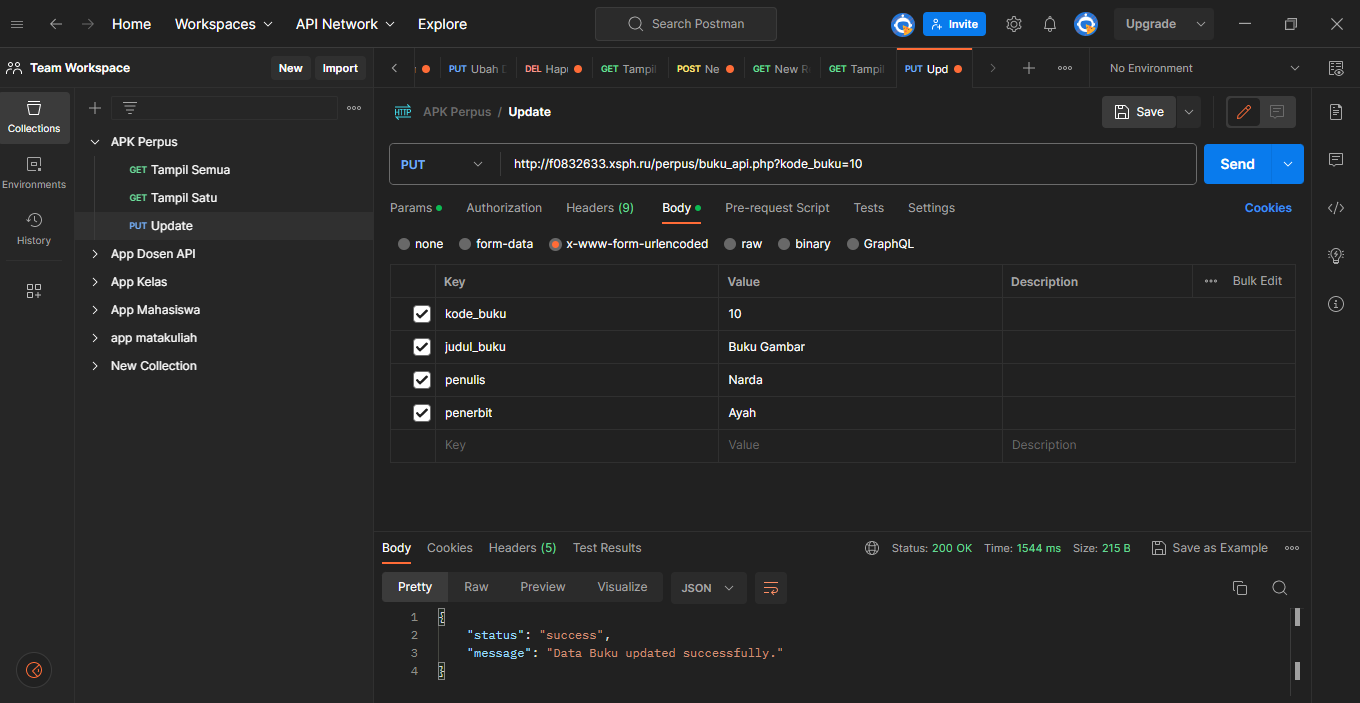 Home Workspaces API Network Explore Search Postman Invite Upgrade
Team Workspace New Import PUT Ubah DEL Hapu GET Tampil POST Ne GET New R GET Tampil PUT Upd No Environment
Collections
Environments
History
APK Perpus
GET Tampil Semua
GET Tampil Satu
PUT Update
App Dosen API
App Kelas
App Mahasiswa
app matakuliah
New Collection
HTTP APK Perpus / Update Save
PUT http://f0832633.xsph.ru/perpus/buku_api.php?kode_buku=10 Send
Params Authorization Headers (9) Body Pre-request Script Tests Settings Cookies
none form-data x-www-form-urlencoded raw binary GraphQL
Key Value Description Bulk Edit
kode_buku 10
judul_buku Buku Gambar
penulis Narda
penerbit Ayah
Key Value Description
Body Cookies Headers (5) Test Results Status: 200 OK Time: 1544 ms Size: 215 B Save as Example
Pretty Raw Preview Visualize JSON
1 {
2 "status": "success",
3 "message": "Data Buku updated successfully."
4 }